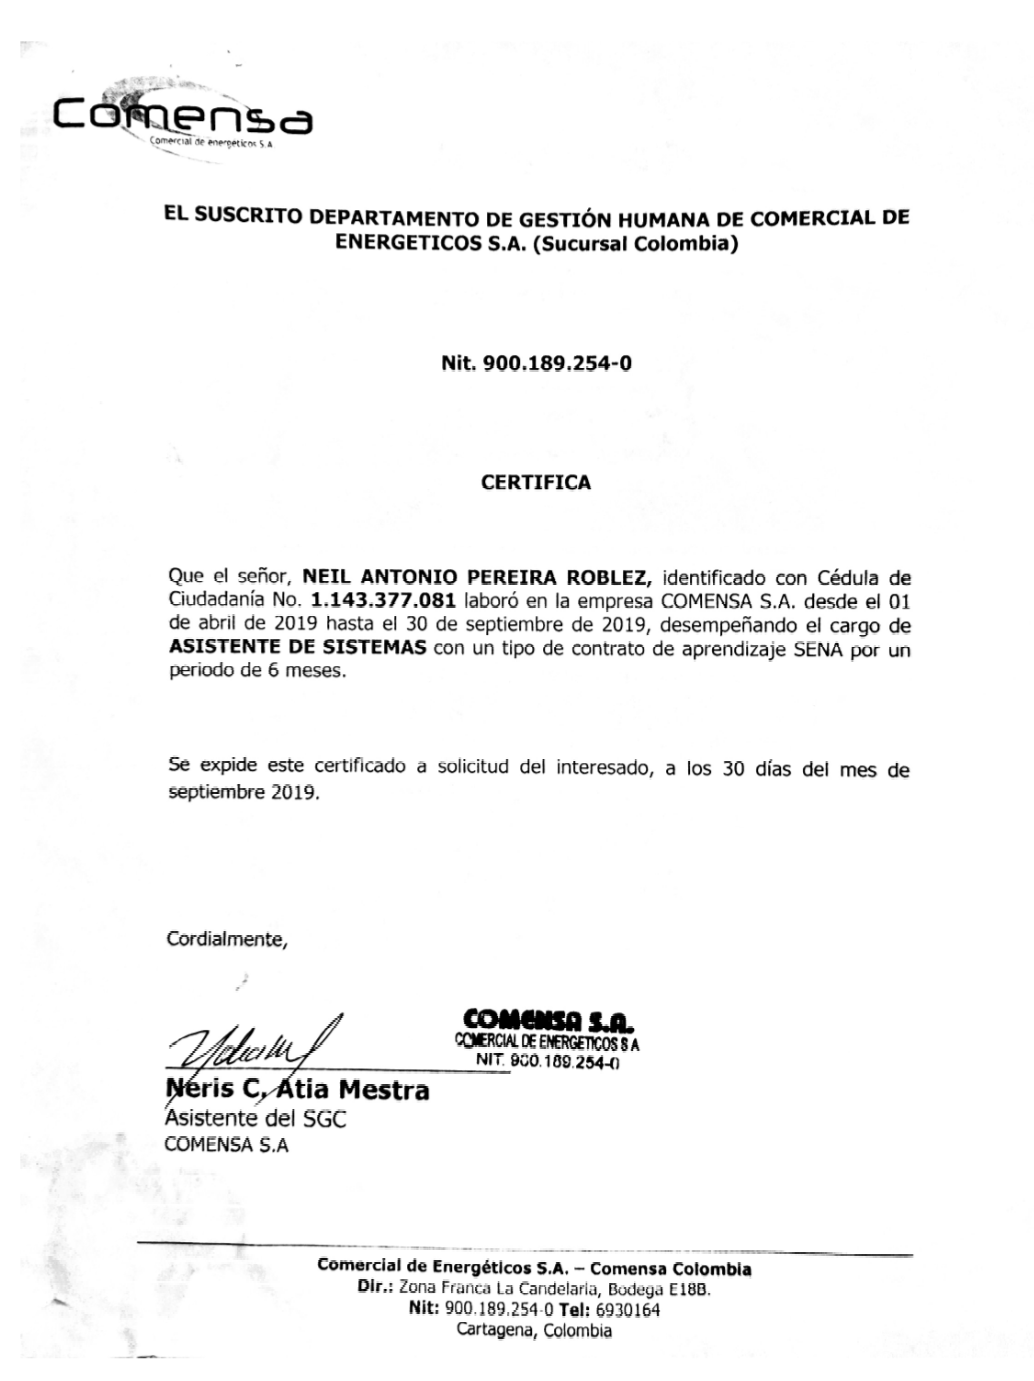 Comensa
Comercial de energeticos S.A
EL SUSCRITO DEPARTAMENTO DE GESTIÓN HUMANA DE COMERCIAL DE
ENERGETICOS S.A. (Sucursal Colombia)
Nit. 900.189.254-0
CERTIFICA
Que el señor, NEIL ANTONIO PEREIRA ROBLEZ, identificado con Cédula de
Ciudadanía No. 1.143.377.081 laboró en la empresa COMENSA S.A. desde el 01
de abril de 2019 hasta el 30 de septiembre de 2019, desempeñando el cargo de
ASISTENTE DE SISTEMAS con un tipo de contrato de aprendizaje SENA por un
periodo de 6 meses.
Se expide este certificado a solicitud del interesado, a los 30 días del mes de
septiembre 2019.
Cordialmente,
COMENSA S.A.
COMERCIAL DE ENERGETICOS S A
NIT. 900.189.254-0
Neris C. Atia Mestra
Asistente del SGC
COMENSA S.A
Comercial de Energéticos S.A. – Comensa Colombia
Dir.: Zona Franca La Candelaria, Bodega E18B.
Nit: 900.189.254-0 Tel: 6930164
Cartagena, Colombia